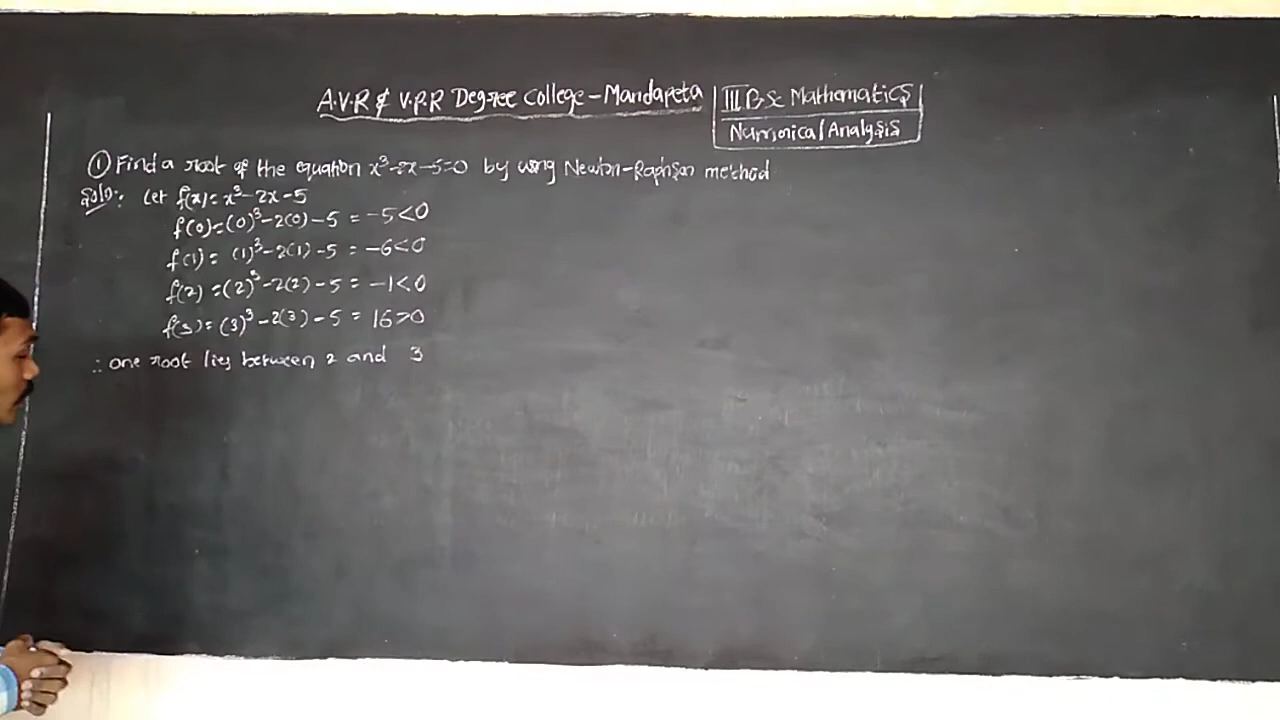 A.V.R & V.P.R Degree College - Mandapeta
III BSc Mathematics
Numerical Analysis
① Find a root of the equation x³-2x-5=0 by using Newton-Raphson method
Solo:- Let f(x) = x³-2x-5
f(0) = (0)³-2(0)-5 = -5<0
f(1) = (1)³-2(1)-5 = -6<0
f(2) = (2)³-2(2)-5 = -1<0
f(3) = (3)³-2(3)-5 = 16>0
∴ one root lies between 2 and 3